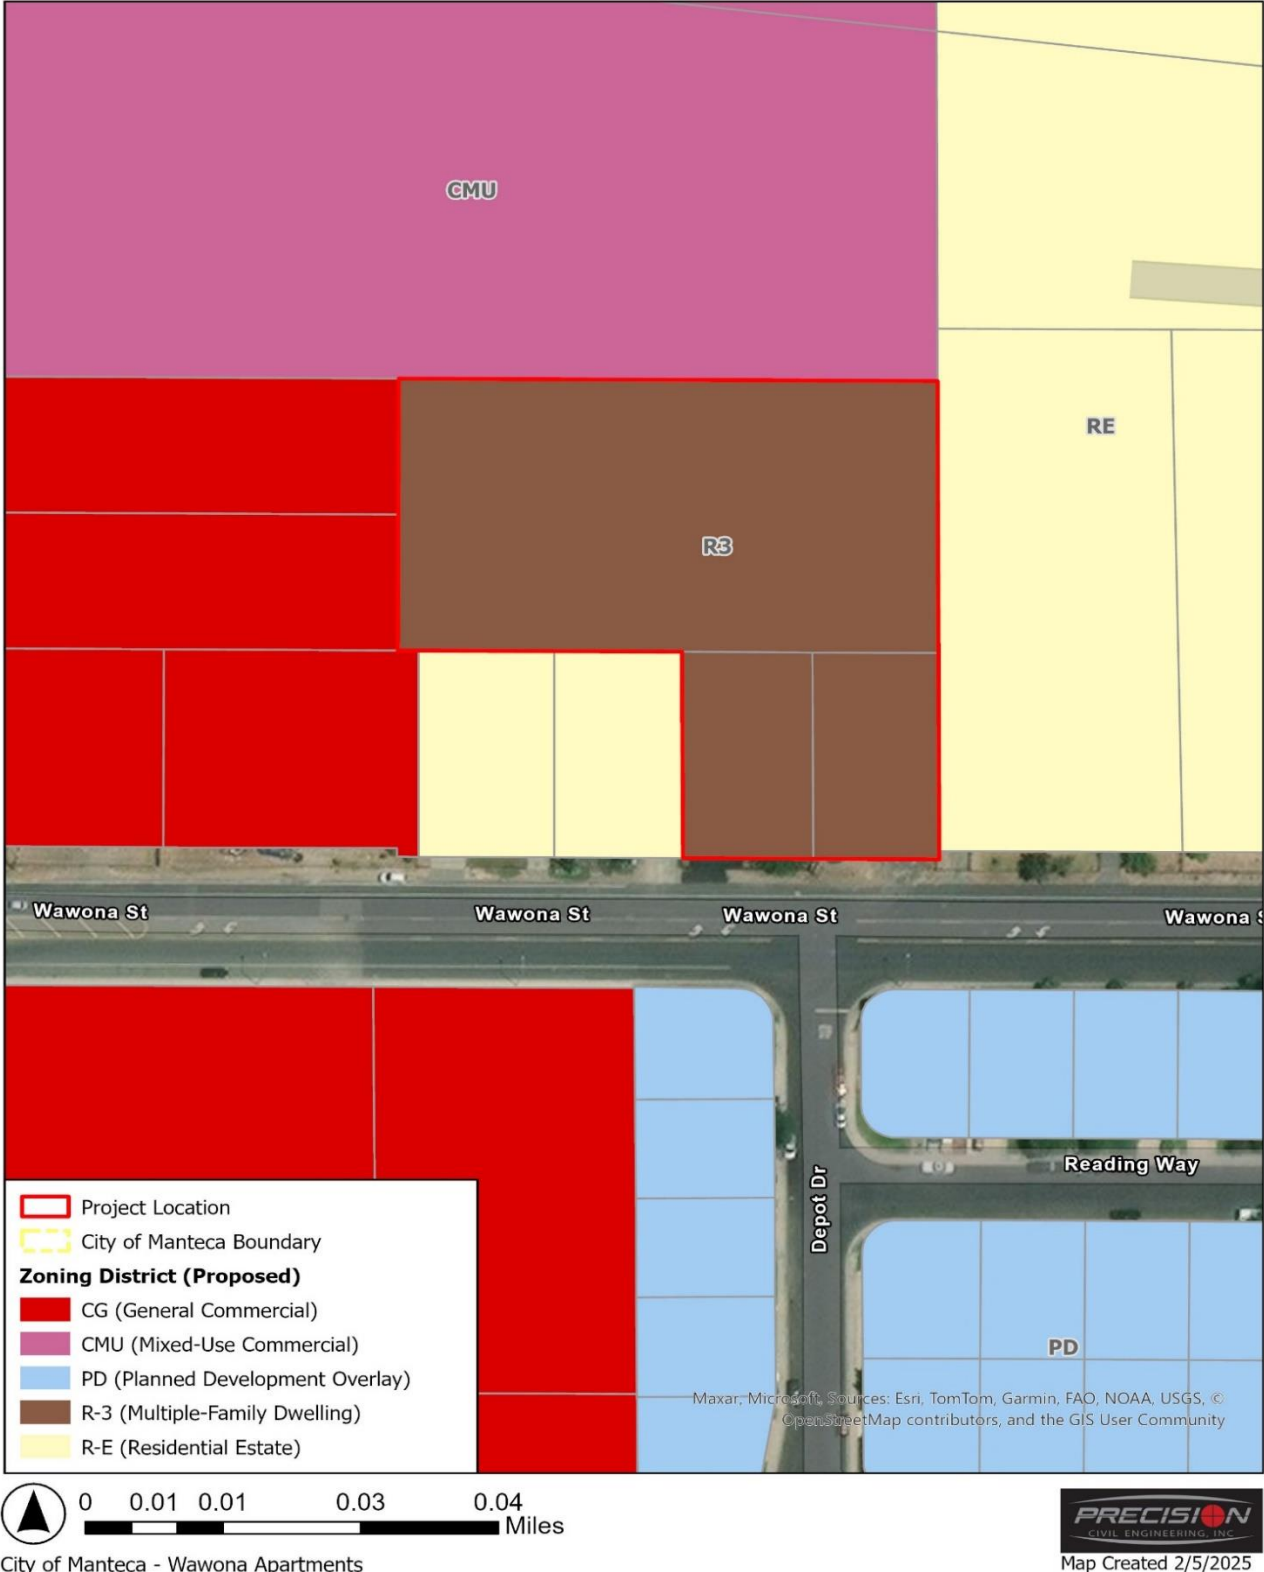 CMU
RE
R3
Wawona St
Wawona St
Wawona St
Wawona S
Reading Way
Depot Dr
PD
Project Location
City of Manteca Boundary
Zoning District (Proposed)
CG (General Commercial)
CMU (Mixed-Use Commercial)
PD (Planned Development Overlay)
R-3 (Multiple-Family Dwelling)
R-E (Residential Estate)
Maxar, Microsoft, Sources: Esri, TomTom, Garmin, FAO, NOAA, USGS, ©
OpenStreetMap contributors, and the GIS User Community
0 0.01 0.01 0.03 0.04
Miles
City of Manteca - Wawona Apartments
PRECISION
CIVIL ENGINEERING, INC
Map Created 2/5/2025